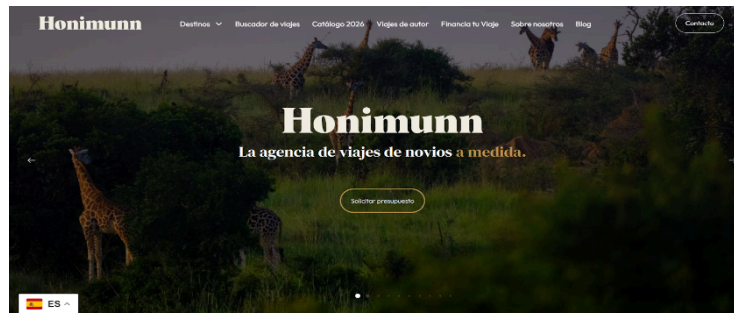 Honimunn
Destinos
Buscador de viajes
Catálogo 2026
Viajes de autor
Financia tu Viaje
Sobre nosotros
Blog
Contacto
Honimunn
La agencia de viajes de novios a medida.
Solicitar presupuesto
ES